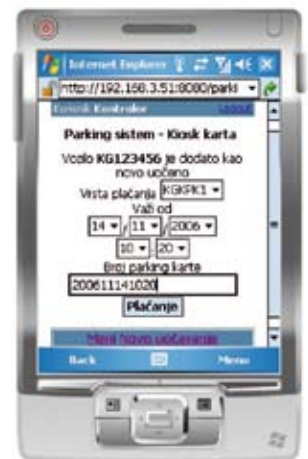 Internet Explorer
http://192.168.3.51:8080/parki
Kontrolor Logout
Parking sistem - Kiosk karta
Vozilo KG123456 je dodato kao
novo uočeno
Vrsta plaćanja KGKPK1
Važi od
14 / 11 / 2006
10 : 20
Broj parking karte
200611141020
Plaćanje
Meni Novo uočavanje
Back Menu